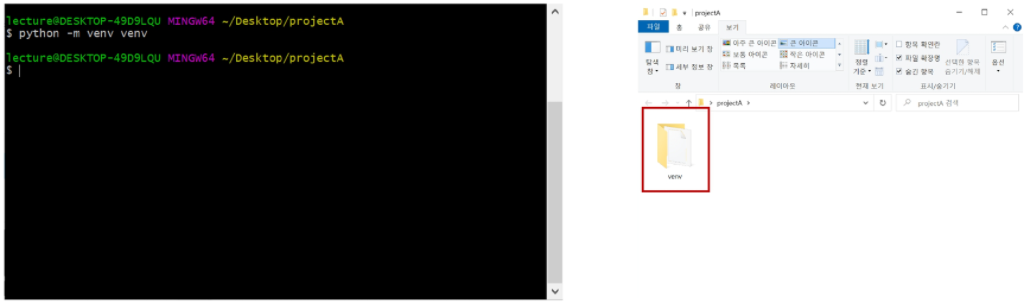 lecture@DESKTOP-49D9LQU MINGW64 ~/Desktop/projectA
$ python -m venv venv
lecture@DESKTOP-49D9LQU MINGW64 ~/Desktop/projectA
$
projectA
파일 홈 공유 보기
탐색 창
미리 보기 창
세부 정보 창
창
아주 큰 아이콘 큰 아이콘
보통 아이콘 작은 아이콘
목록 자세히
레이아웃
정렬 기준
현재 보기
항목 확인란
파일 확장명
숨긴 항목
선택한 항목 숨기기/해제
표시/숨기기
옵션
projectA
projectA 검색
venv